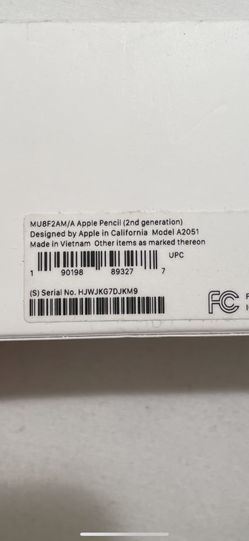 MU8F2AM/A Apple Pencil (2nd generation)
Designed by Apple in California Model A2051
Made in Vietnam Other items as marked thereon
UPC
1 90198 89327 7
(S) Serial No. HJWJKG7DJKM9
FC